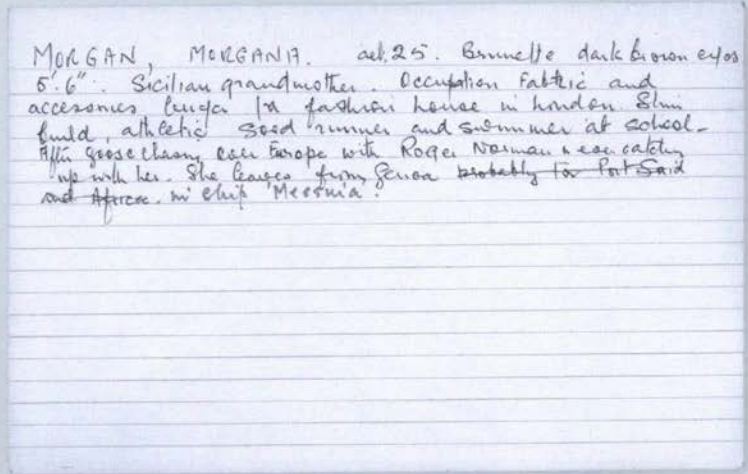 MORGAN, MORGANA. aet. 25. Brunette dark brown eyes
5'.6". Sicilian grandmother. Occupation Fabric and
accessories buyer for fashion house in London. Slim
build, athletic good runner and swimmer at school.
After goose chasing over Europe with Roger Norman never catching
up with her. She leaves from Genoa probably for Port Said
and Africa. in ship 'Messina'.